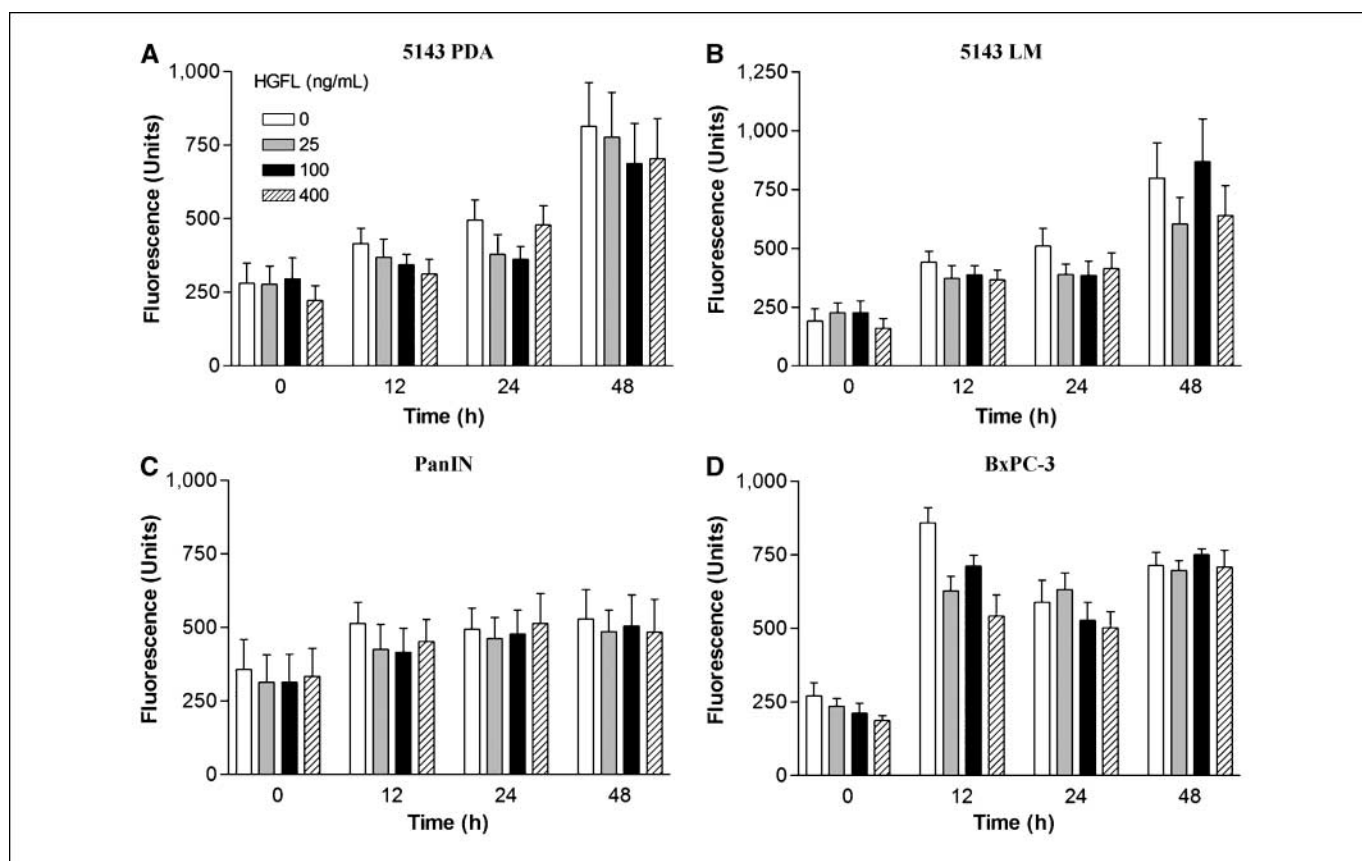 A
5143 PDA
HGFL (ng/mL)
0
25
100
400
1,000
750
500
250
0
Fluorescence (Units)
0 12 24 48
Time (h)
B
5143 LM
1,250
1,000
750
500
250
0
Fluorescence (Units)
0 12 24 48
Time (h)
C
PanIN
1,000
750
500
250
0
Fluorescence (Units)
0 12 24 48
Time (h)
D
BxPC-3
1,000
750
500
250
0
Fluorescence (Units)
0 12 24 48
Time (h)